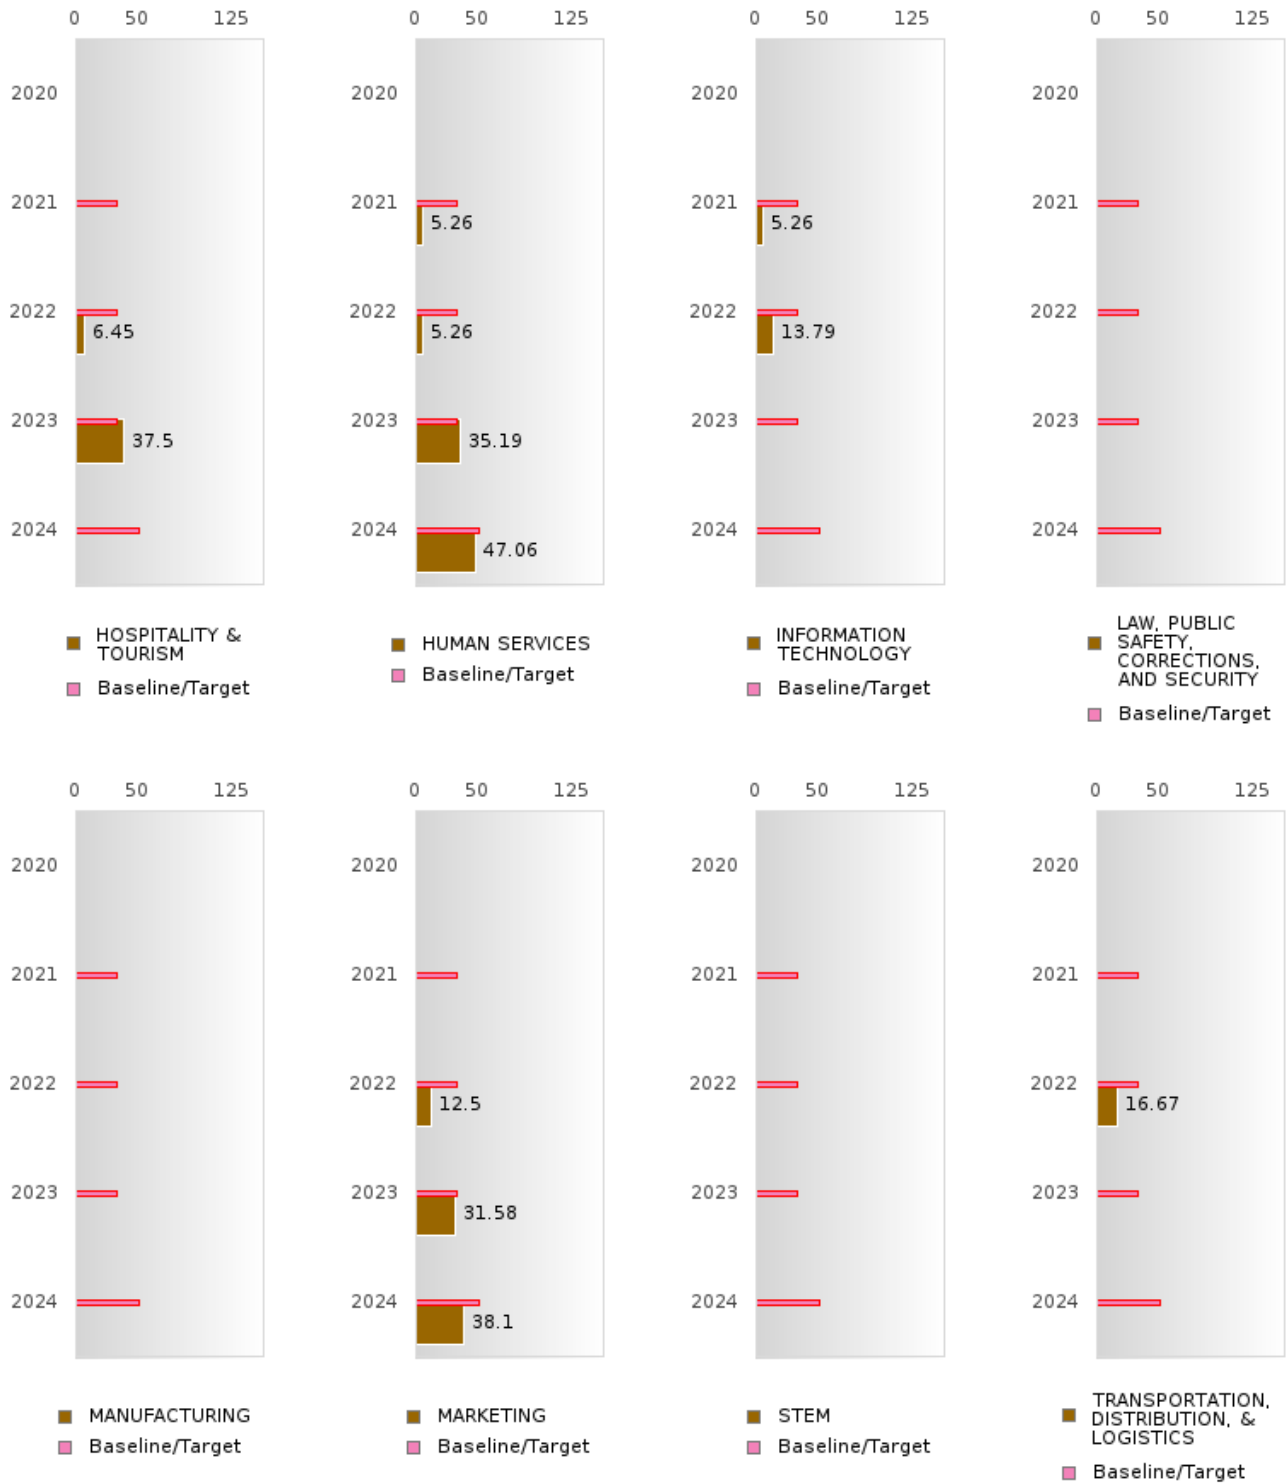 0 50 125
2020
2021
2022
6.45
2023
37.5
2024
HOSPITALITY &
TOURISM
Baseline/Target
0 50 125
2020
2021
5.26
2022
5.26
2023
35.19
2024
47.06
HUMAN SERVICES
Baseline/Target
0 50 125
2020
2021
5.26
2022
13.79
2023
2024
INFORMATION
TECHNOLOGY
Baseline/Target
0 50 125
2020
2021
2022
2023
2024
LAW, PUBLIC
SAFETY,
CORRECTIONS,
AND SECURITY
Baseline/Target
0 50 125
2020
2021
2022
2023
2024
MANUFACTURING
Baseline/Target
0 50 125
2020
2021
2022
12.5
2023
31.58
2024
38.1
MARKETING
Baseline/Target
0 50 125
2020
2021
2022
2023
2024
STEM
Baseline/Target
0 50 125
2020
2021
2022
16.67
2023
2024
TRANSPORTATION,
DISTRIBUTION, &
LOGISTICS
Baseline/Target